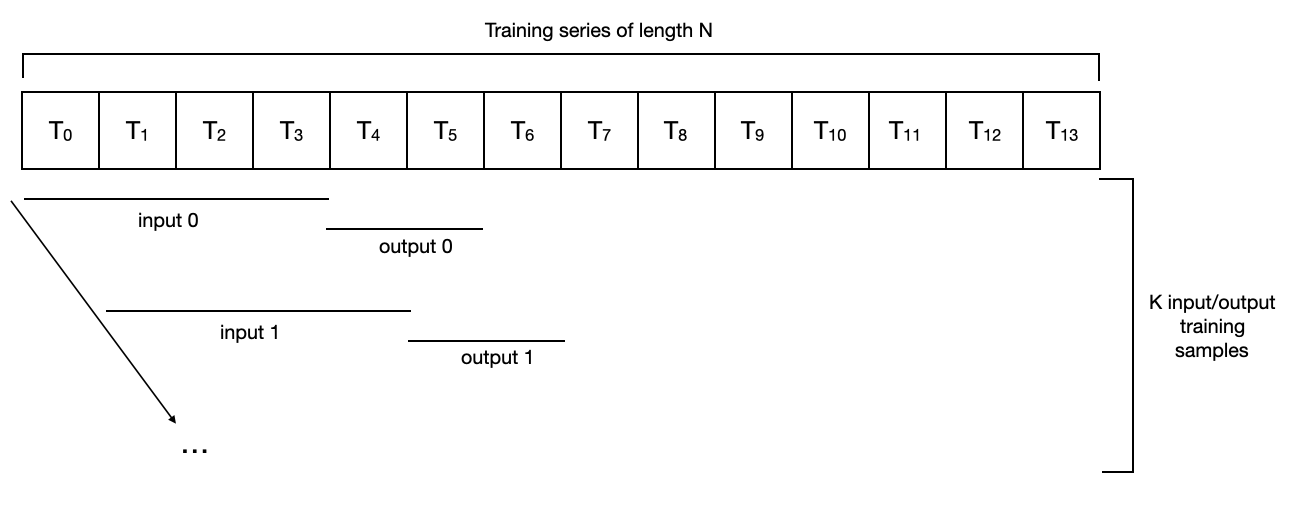 Training series of length N
T₀ T₁ T₂ T₃ T₄ T₅ T₆ T₇ T₈ T₉ T₁₀ T₁₁ T₁₂ T₁₃
input 0
output 0
input 1
output 1
...
K input/output
training
samples